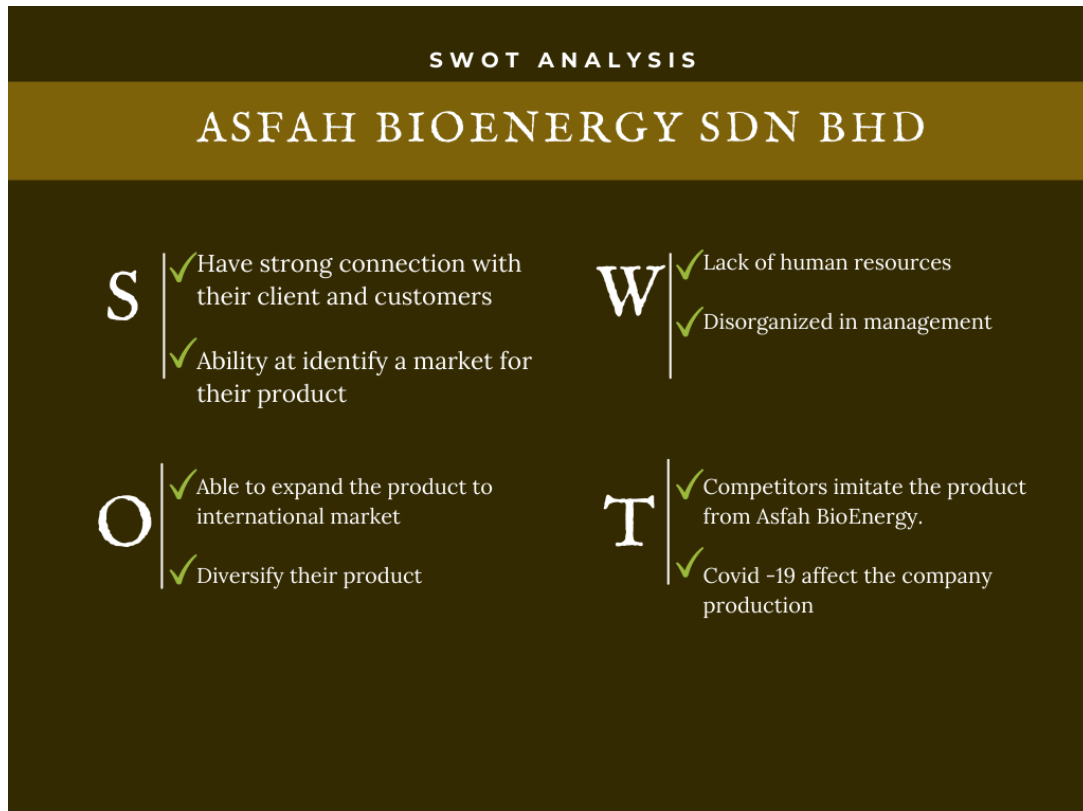 SWOT ANALYSIS
ASFAH BIOENERGY SDN BHD
S
Have strong connection with
their client and customers
Ability at identify a market for
their product
W
Lack of human resources
Disorganized in management
O
Able to expand the product to
international market
Diversify their product
T
Competitors imitate the product
from Asfah BioEnergy.
Covid -19 affect the company
production